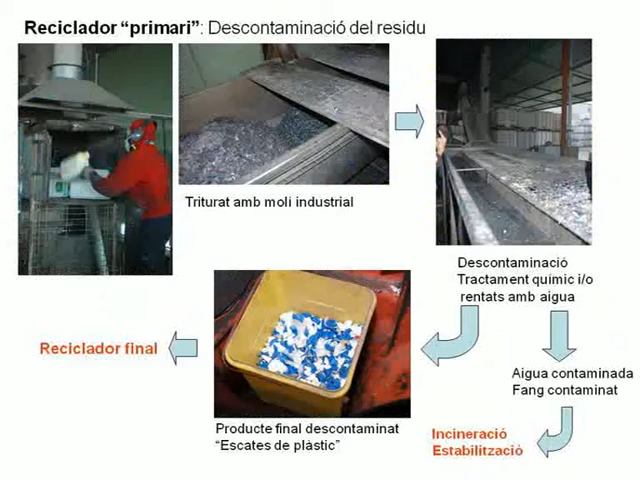 Reciclador “primari”: Descontaminació del residu
Triturat amb molí industrial
Descontaminació
Tractament químic i/o
rentats amb aigua
Reciclador final
Aigua contaminada
Fang contaminat
Producte final descontaminat
“Escates de plàstic”
Incineració
Estabilització